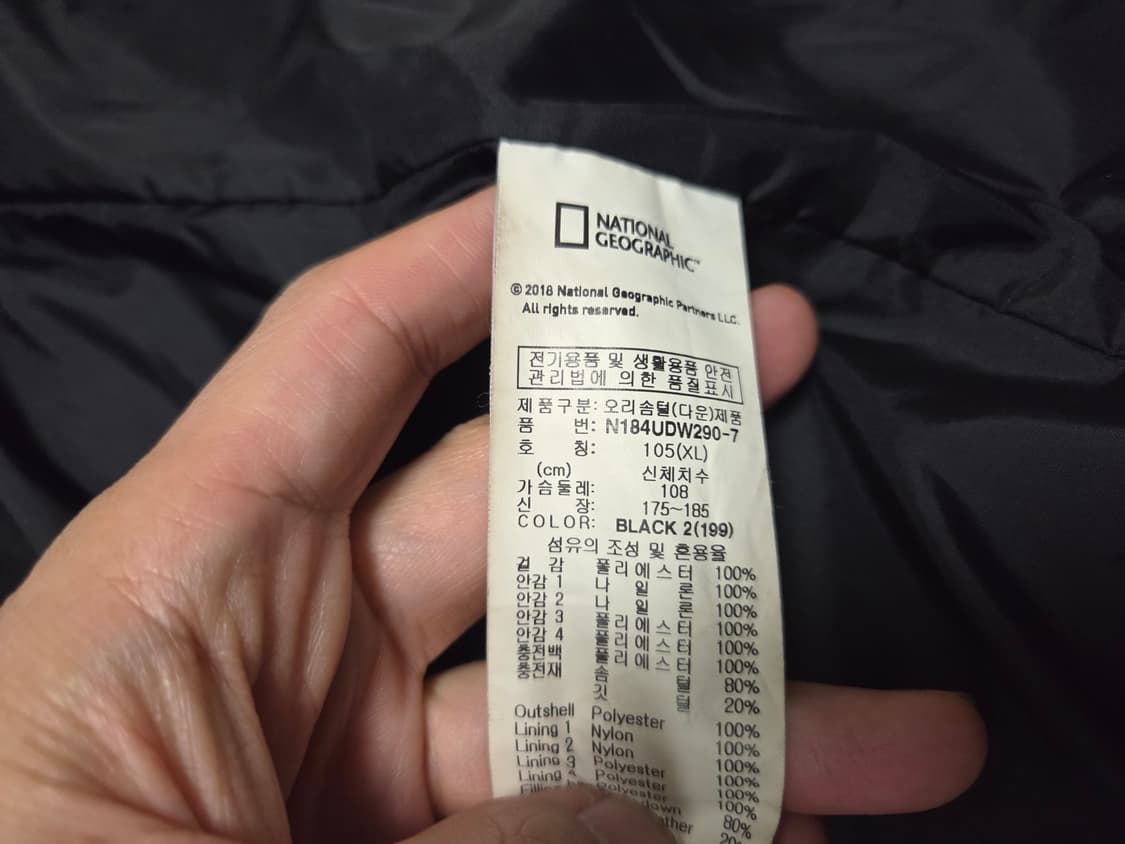 NATIONAL
GEOGRAPHIC™
© 2018 National Geographic Partners LLC.
All rights reserved.
전기용품 및 생활용품 안전
관리법에 의한 품질표시
제품구분: 오리솜털(다운)제품
품 번: N184UDW290-7
호 칭: 105(XL)
(cm) 신체치수
가슴둘레: 108
신 장: 175~185
COLOR: BLACK 2(199)
섬유의 조성 및 혼용율
겉 감 폴리에스터 100%
안감 1 나 일 론 100%
안감 2 나 일 론 100%
안감 3 폴리에스터 100%
안감 4 폴리에스터 100%
충전백 폴리에스터 100%
충전재 솜 털 80%
깃 털 20%
Outshell Polyester 100%
Lining 1 Nylon 100%
Lining 2 Nylon 100%
Lining 3 Polyester 100%
Lining 4 Polyester 100%
Polyester 100%
80%